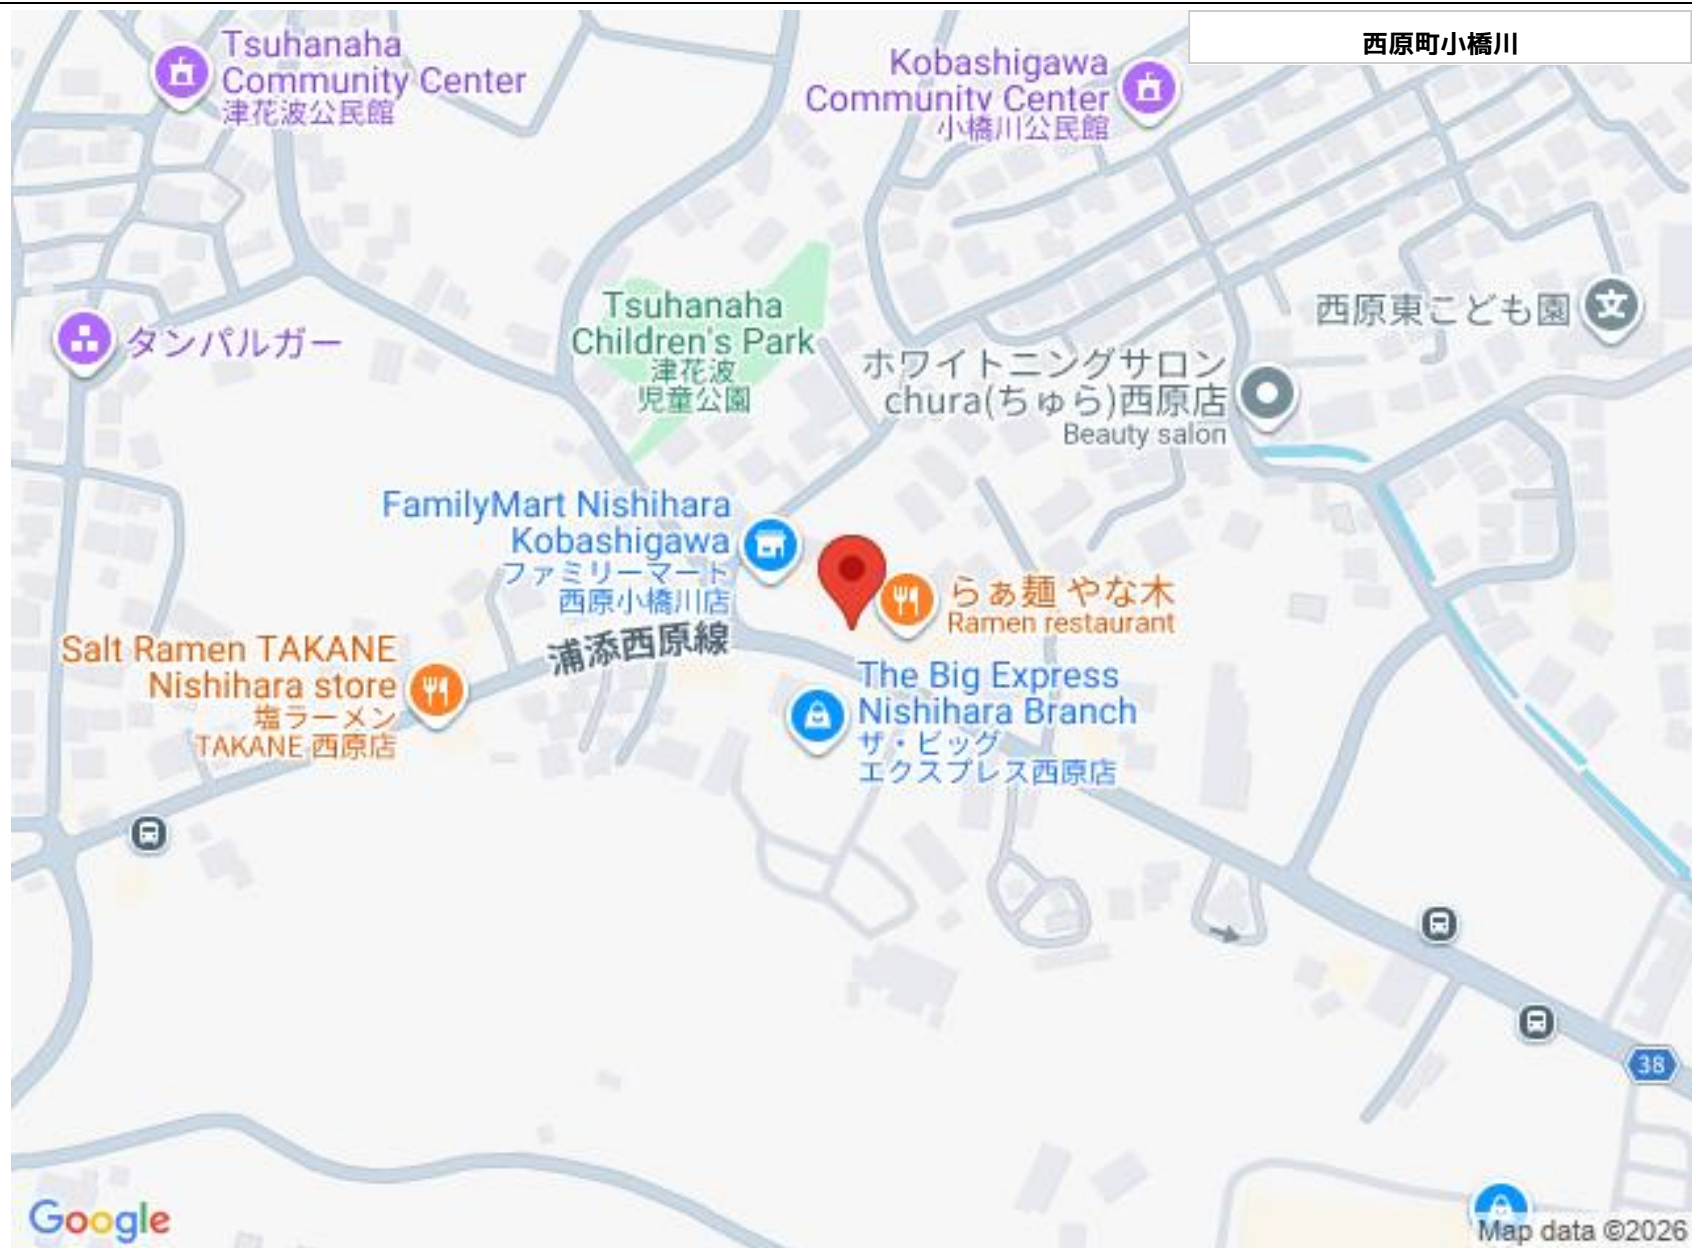 西原町小橋川
Tsuhanaha
Community Center
津花波公民館
Kobashigawa
Community Center
小橋川公民館
Tsuhanaha
Children's Park
津花波
児童公園
西原東こども園
タンパルガー
ホワイトニングサロン
chura(ちゅら)西原店
Beauty salon
FamilyMart Nishihara
Kobashigawa
ファミリーマート
西原小橋川店
らぁ麺 やな木
Ramen restaurant
浦添西原線
Salt Ramen TAKANE
Nishihara store
塩ラーメン
TAKANE 西原店
The Big Express
Nishihara Branch
ザ・ビッグ
エクスプレス西原店
38
Google
Map data ©2026